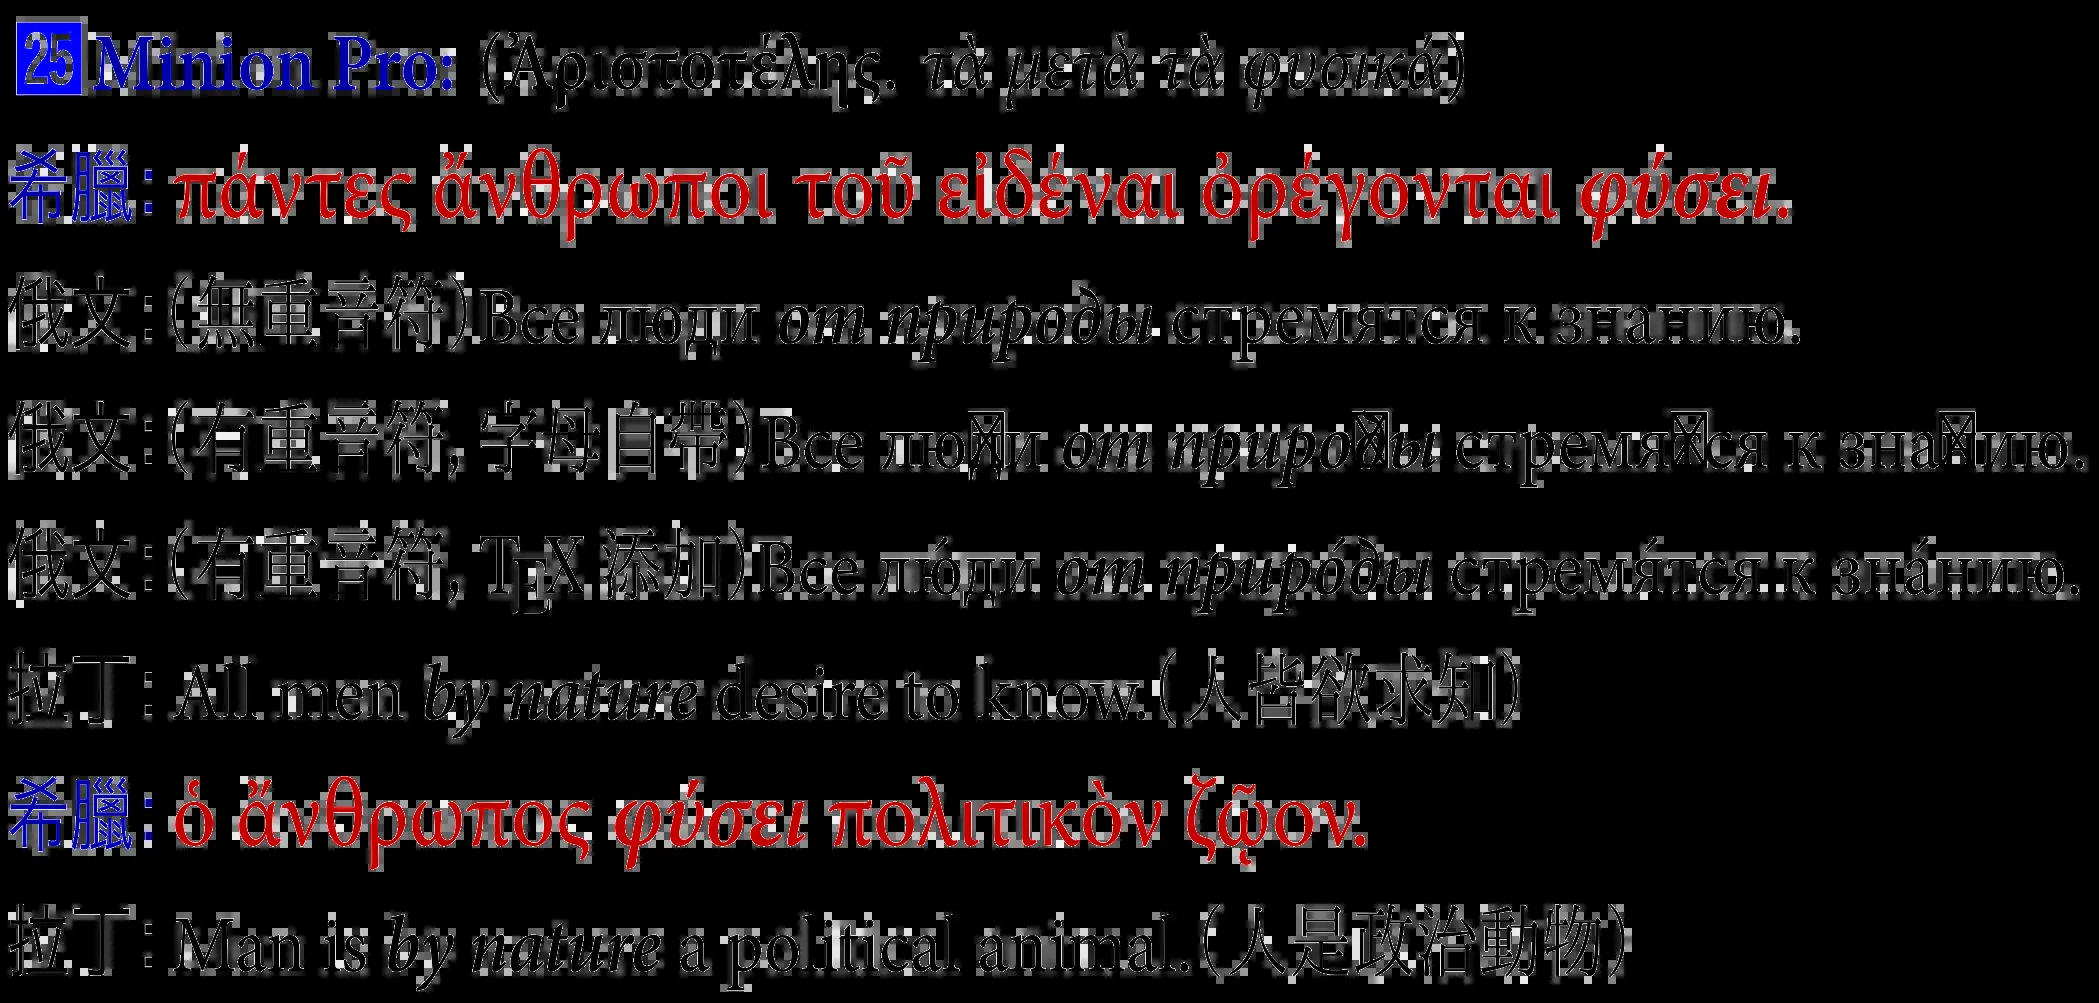 25 Minion Pro: (Ἀριστοτέλης. τὰ μετὰ τὰ φυσικά)
希臘: πάντες ἄνθρωποι τοῦ εἰδέναι ὀρέγονται φύσει.
俄文: (無重音符)Все люди от природы стремятся к знанию.
俄文: (有重音符, 字母自帶)Все люди от природы стремятся к знанию.
俄文: (有重音符, TEX 添加)Все лю́ди от приро́ды стремя́тся к зна́нию.
拉丁: All men by nature desire to know.(人皆欲求知)
希臘: ὁ ἄνθρωπος φύσει πολιτικὸν ζῷον.
拉丁: Man is by nature a political animal.(人是政治動物)